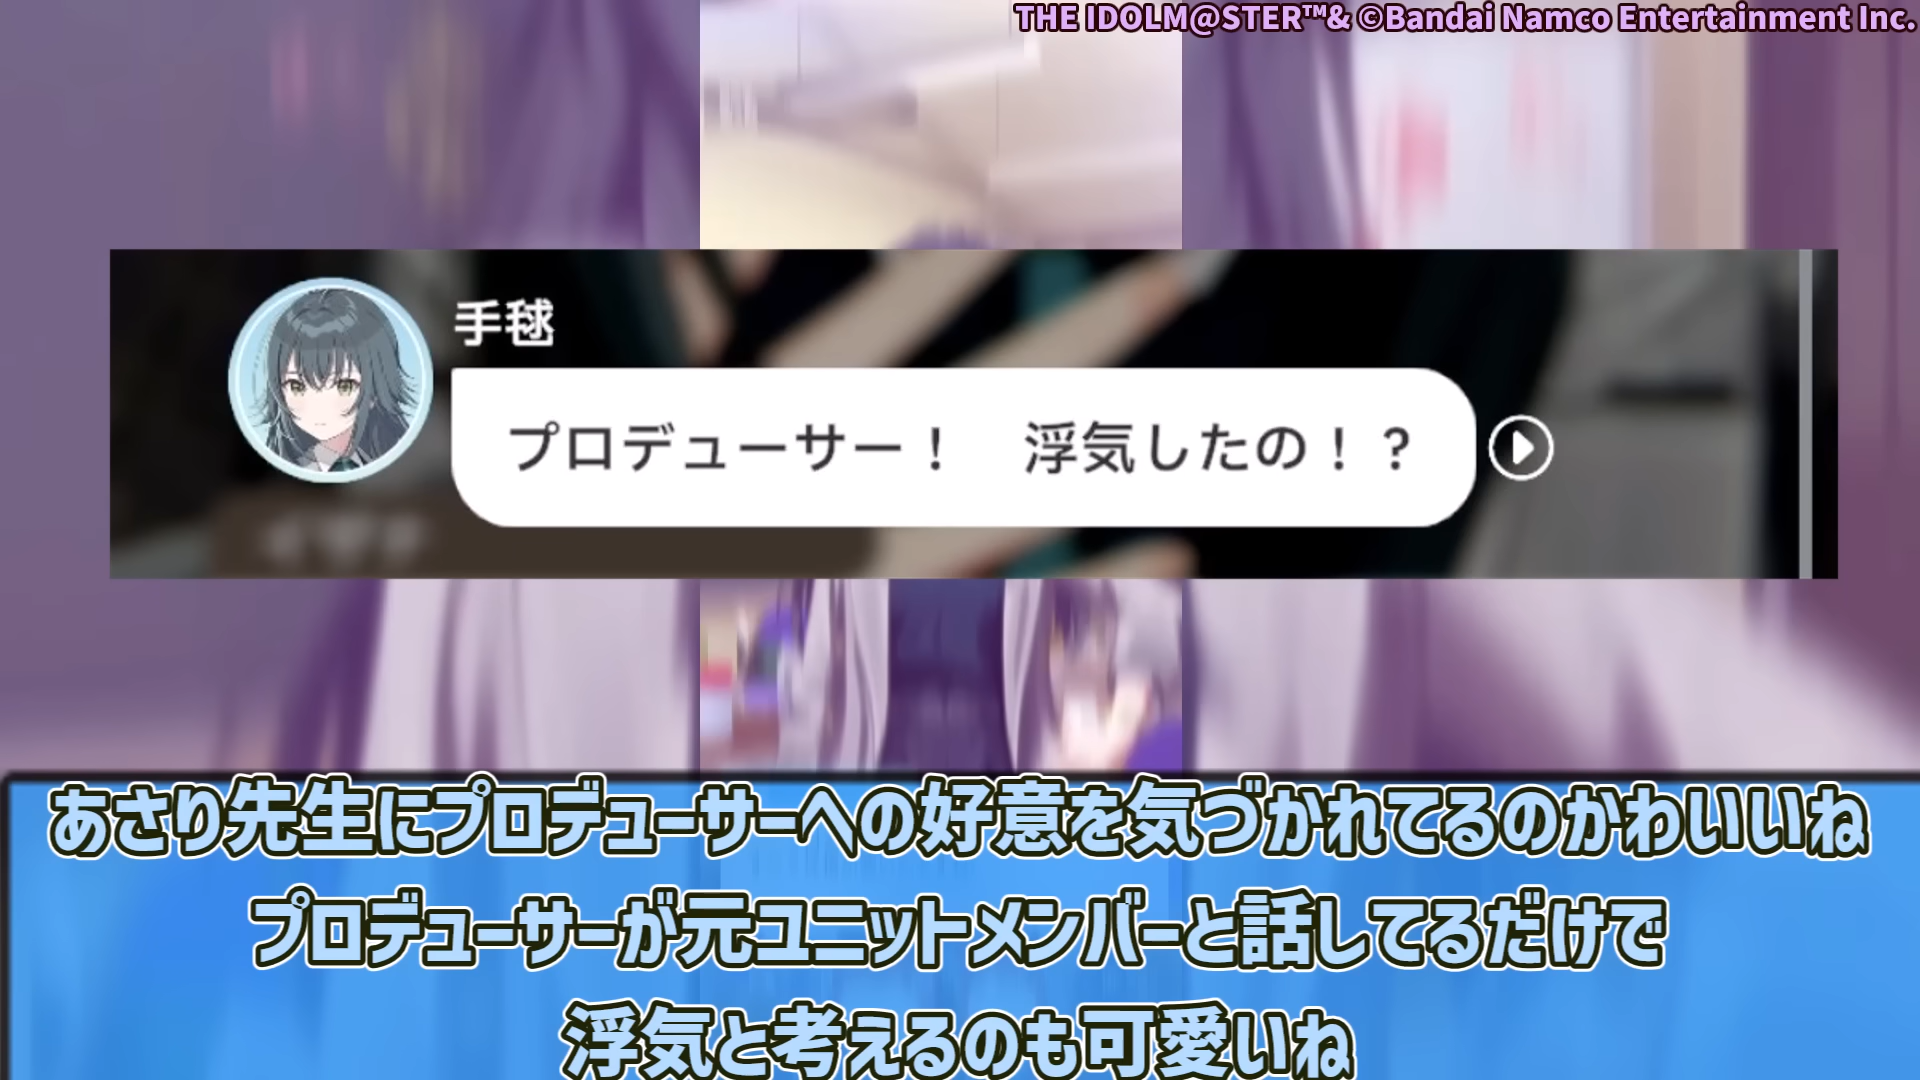 THE IDOLM@STER™& ©Bandai Namco Entertainment Inc.
手毬
プロデューサー！　浮気したの！？
あさり先生にプロデューサーへの好意を気づかれてるのかわいいね
プロデューサーが元ユニットメンバーと話してるだけで
浮気と考えるのも可愛いね